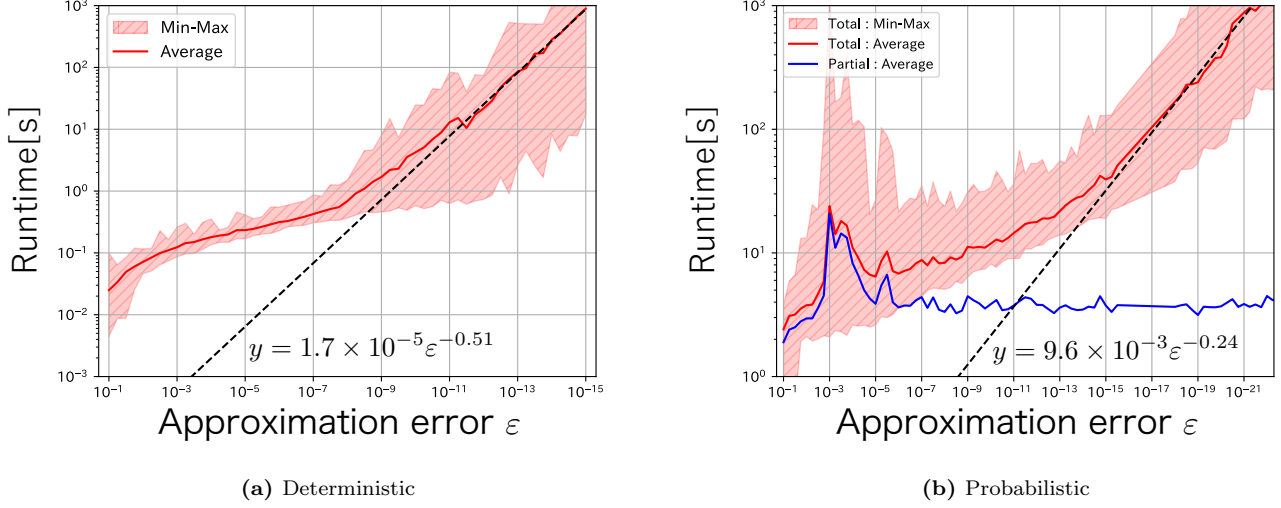 Min-Max
Average
Runtime[s]
10³
10²
10¹
10⁰
10⁻¹
10⁻²
10⁻³
y = 1.7 × 10⁻⁵ε⁻⁰·⁵¹
10⁻¹ 10⁻³ 10⁻⁵ 10⁻⁷ 10⁻⁹ 10⁻¹¹ 10⁻¹³ 10⁻¹⁵
Approximation error ε
(a) Deterministic
Total : Min-Max
Total : Average
Partial : Average
Runtime[s]
10³
10²
10¹
10⁰
y = 9.6 × 10⁻³ε⁻⁰·²⁴
10⁻¹ 10⁻³ 10⁻⁵ 10⁻⁷ 10⁻⁹ 10⁻¹¹ 10⁻¹³ 10⁻¹⁵ 10⁻¹⁷ 10⁻¹⁹ 10⁻²¹
Approximation error ε
(b) Probabilistic